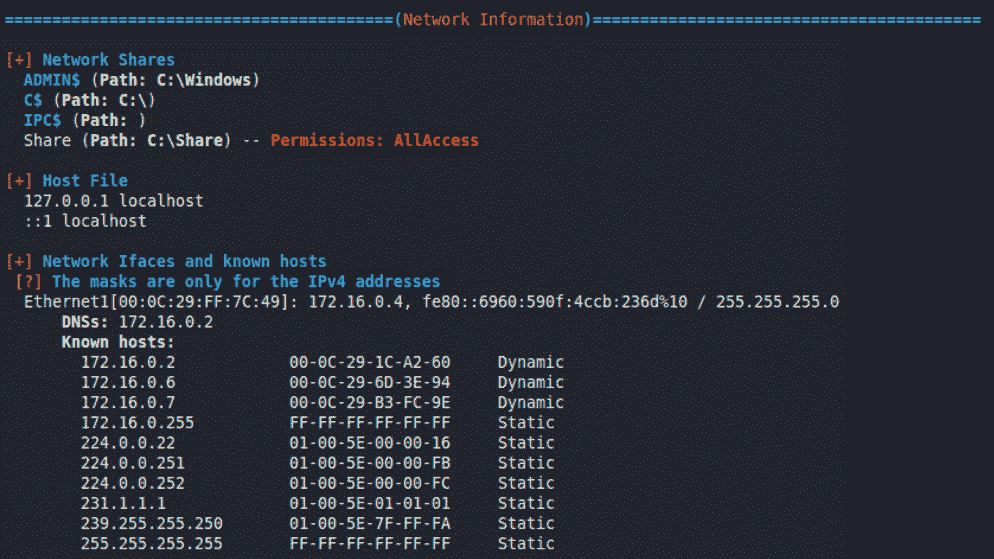 =========================================(Network Information)=========================================
[+] Network Shares
ADMIN$ (Path: C:\Windows)
C$ (Path: C:\)
IPC$ (Path: )
Share (Path: C:\Share) -- Permissions: AllAccess
[+] Host File
127.0.0.1 localhost
::1 localhost
[+] Network Ifaces and known hosts
[?] The masks are only for the IPv4 addresses
Ethernet1[00:0C:29:FF:7C:49]: 172.16.0.4, fe80::6960:590f:4ccb:236d%10 / 255.255.255.0
DNSs: 172.16.0.2
Known hosts:
172.16.0.2 00-0C-29-1C-A2-60 Dynamic
172.16.0.6 00-0C-29-6D-3E-94 Dynamic
172.16.0.7 00-0C-29-B3-FC-9E Dynamic
172.16.0.255 FF-FF-FF-FF-FF-FF Static
224.0.0.22 01-00-5E-00-00-16 Static
224.0.0.251 01-00-5E-00-00-FB Static
224.0.0.252 01-00-5E-00-00-FC Static
231.1.1.1 01-00-5E-01-01-01 Static
239.255.255.250 01-00-5E-7F-FF-FA Static
255.255.255.255 FF-FF-FF-FF-FF-FF Static